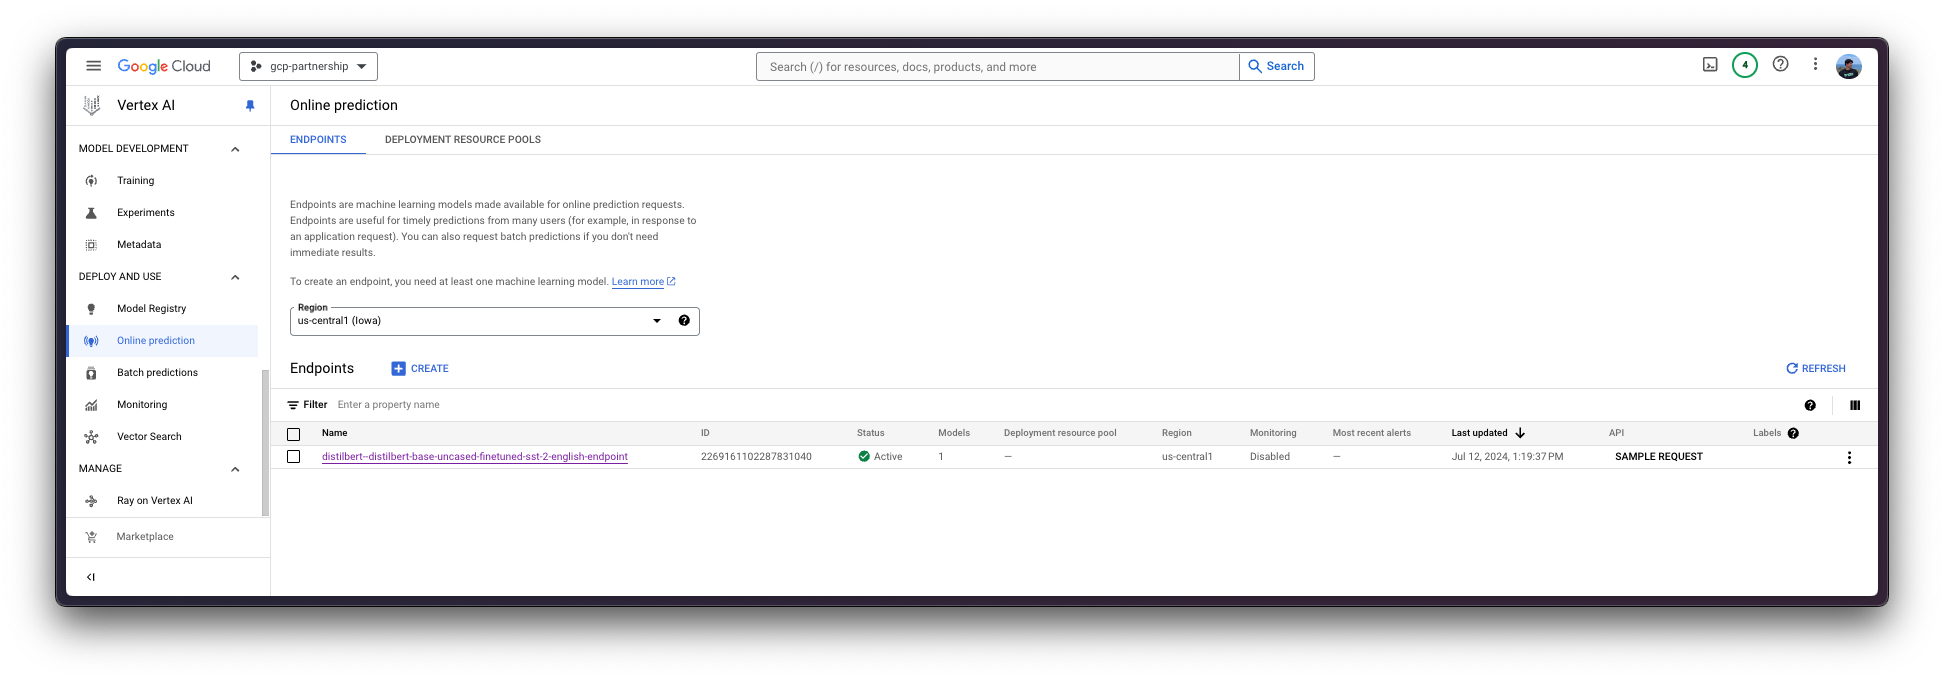 Google Cloud
gcp-partnership
Search (/) for resources, docs, products, and more
Search
4
Vertex AI
Online prediction
ENDPOINTS
DEPLOYMENT RESOURCE POOLS
MODEL DEVELOPMENT
Training
Experiments
Metadata
DEPLOY AND USE
Model Registry
Online prediction
Batch predictions
Monitoring
Vector Search
MANAGE
Ray on Vertex AI
Marketplace
Endpoints are machine learning models made available for online prediction requests.
Endpoints are useful for timely predictions from many users (for example, in response to
an application request). You can also request batch predictions if you don't need
immediate results.
To create an endpoint, you need at least one machine learning model. Learn more
Region
us-central1 (Iowa)
Endpoints
CREATE
REFRESH
Filter Enter a property name
Name ID Status Models Deployment resource pool Region Monitoring Most recent alerts Last updated API Labels
distilbert--distilbert-base-uncased-finetuned-sst-2-english-endpoint 2269161102287831040 Active 1 — us-central1 Disabled — Jul 12, 2024, 1:19:37 PM SAMPLE REQUEST